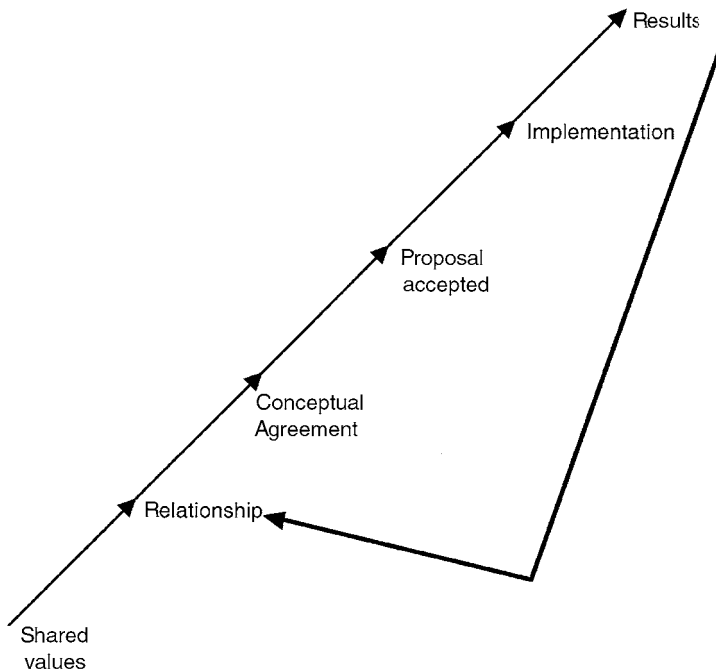 Results
Implementation
Proposal
accepted
Conceptual
Agreement
Relationship
Shared
values